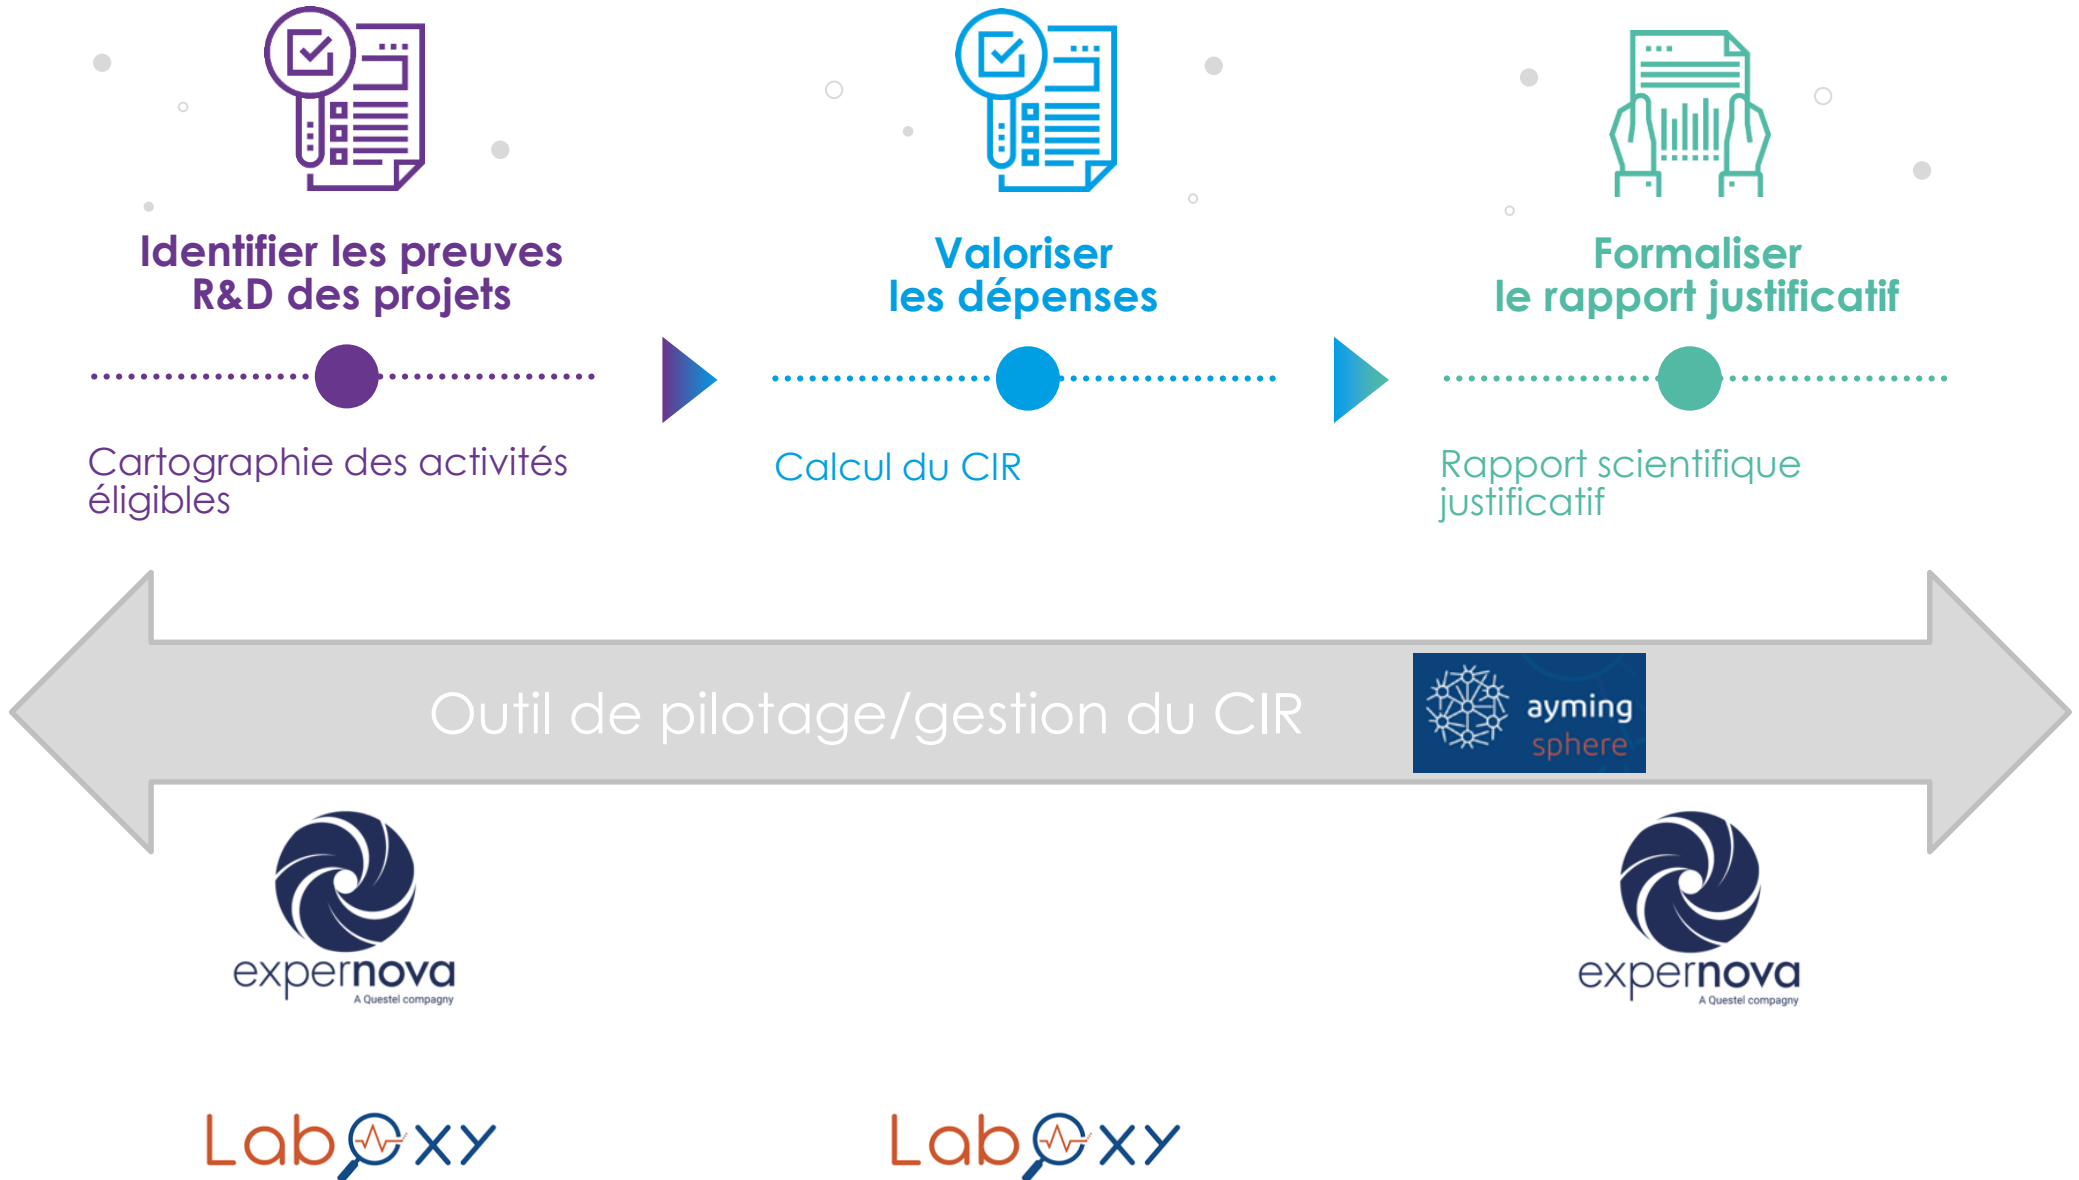 Identifier les preuves
R&D des projets
Valoriser
les dépenses
Formaliser
le rapport justificatif
Cartographie des activités
éligibles
Calcul du CIR
Rapport scientifique
justificatif
Outil de pilotage/gestion du CIR
ayming
sphere
expernova
A Questel compagny
expernova
A Questel compagny
Laboxy
Laboxy